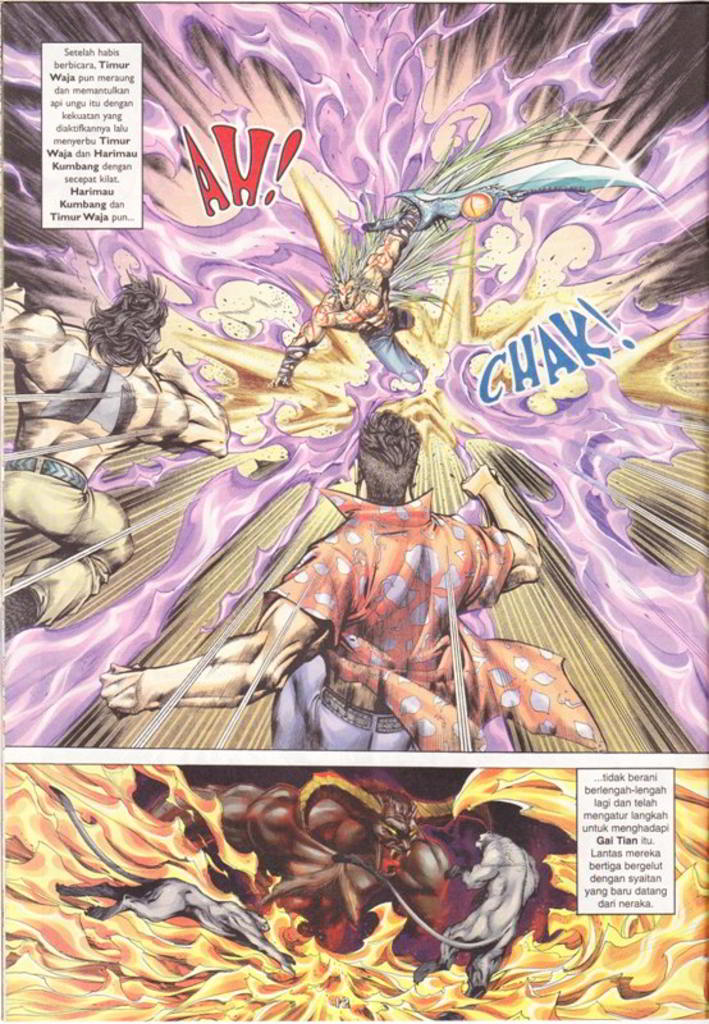 Setelah habis
berbicara, Timur
Waja pun meraung
dan memantulkan
api ungu itu dengan
kekuatan yang
diaktifkannya lalu
menyerbu Timur
Waja dan Harimau
Kumbang dengan
secepat kilat.
Harimau
Kumbang dan
Timur Waja pun...
AH!
CHAK!
...tidak berani
berlengah-lengah
lagi dan telah
mengatur langkah
untuk menghadapi
Gai Tian itu.
Lantas mereka
bertiga bergelut
dengan syaitan
yang baru datang
dari neraka.
12